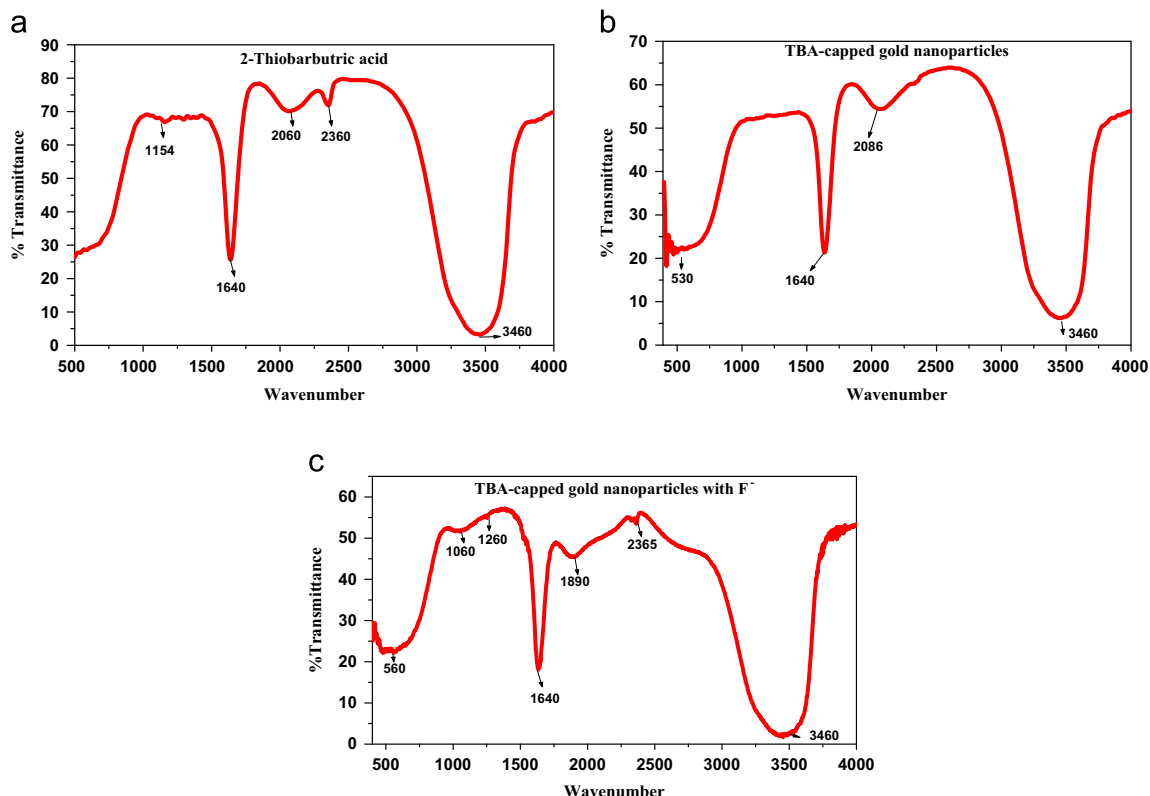 a
2-Thiobarbutric acid
% Transmittance
90
80
70
60
50
40
30
20
10
0
1154
1640
2060
2360
3460
500 1000 1500 2000 2500 3000 3500 4000
Wavenumber
b
TBA-capped gold nanoparticles
% Transmittance
70
60
50
40
30
20
10
0
530
1640
2086
3460
500 1000 1500 2000 2500 3000 3500 4000
Wavenumber
c
TBA-capped gold nanoparticles with F⁻
%Transmittance
60
50
40
30
20
10
0
560
1060
1260
1640
1890
2365
3460
500 1000 1500 2000 2500 3000 3500 4000
Wavenumber